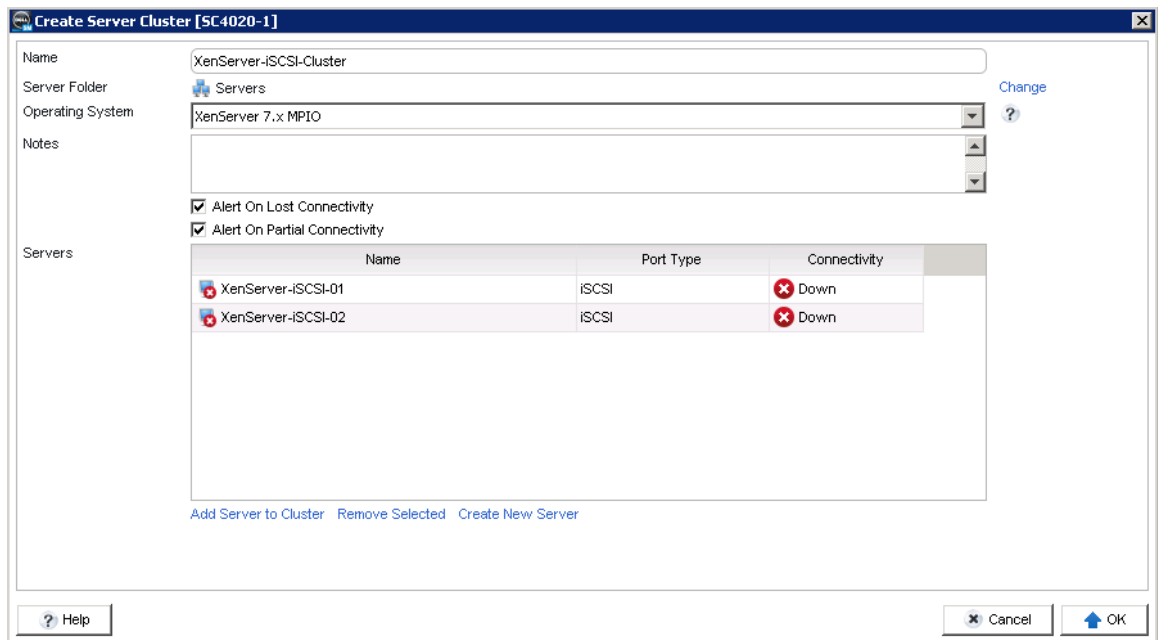 Create Server Cluster [SC4020-1]
Name XenServer-iSCSI-Cluster
Server Folder Servers Change
Operating System XenServer 7.x MPIO ?
Notes
Alert On Lost Connectivity
Alert On Partial Connectivity
Servers
Name Port Type Connectivity
XenServer-iSCSI-01 iSCSI Down
XenServer-iSCSI-02 iSCSI Down
Add Server to Cluster Remove Selected Create New Server
? Help Cancel OK